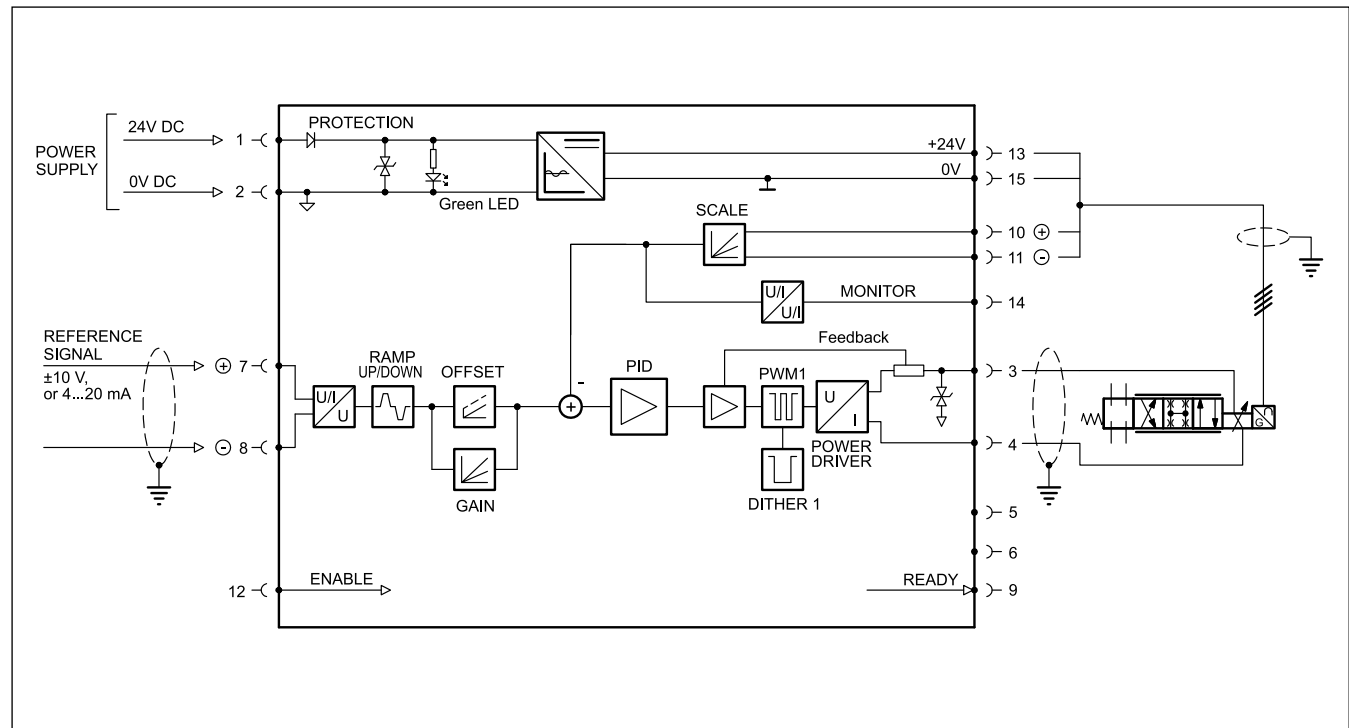 PROTECTION
24V DC
1
POWER
SUPPLY
0V DC
2
Green LED
+24V
13
0V
15
SCALE
10 +
11 -
U/I
U/I
MONITOR
14
REFERENCE
SIGNAL
±10 V,
or 4...20 mA
+ 7
- 8
U/I
U
RAMP
UP/DOWN
OFFSET
GAIN
-
+
PID
Feedback
PWM1
DITHER 1
U
I
POWER
DRIVER
3
4
G
5
6
12
ENABLE
READY
9